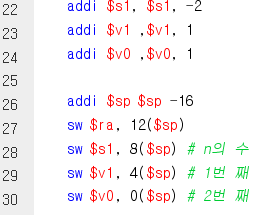 22 addi $s1, $s1, -2
23 addi $v1 ,$v1, 1
24 addi $v0 ,$v0, 1
25
26 addi $sp $sp -16
27 sw $ra, 12($sp)
28 sw $s1, 8($sp) # n의 수
29 sw $v1, 4($sp) # 1번 째
30 sw $v0, 0($sp) # 2번 째